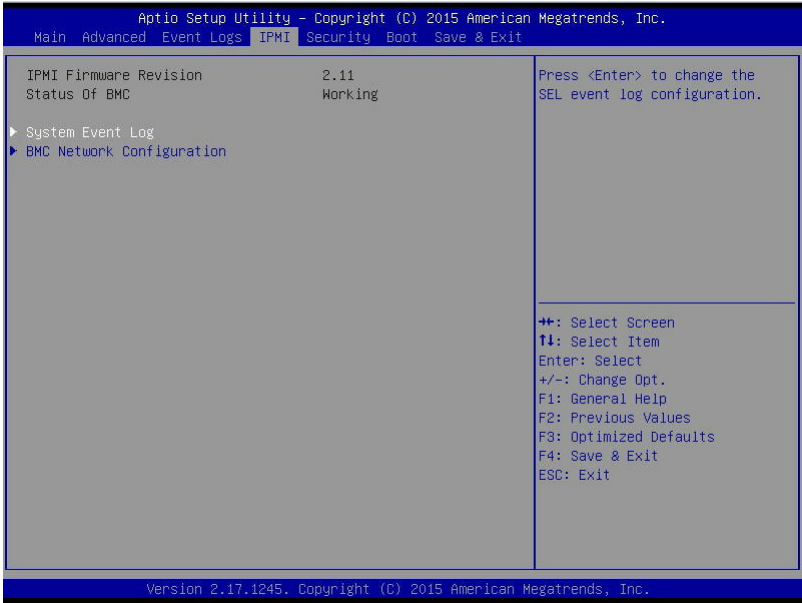 Aptio Setup Utility – Copyright (C) 2015 American Megatrends, Inc.
Main Advanced Event Logs IPMI Security Boot Save & Exit
IPMI Firmware Revision 2.11
Status Of BMC Working
System Event Log
BMC Network Configuration
Press <Enter> to change the
SEL event log configuration.
→←: Select Screen
↑↓: Select Item
Enter: Select
+/-: Change Opt.
F1: General Help
F2: Previous Values
F3: Optimized Defaults
F4: Save & Exit
ESC: Exit
Version 2.17.1245. Copyright (C) 2015 American Megatrends, Inc.